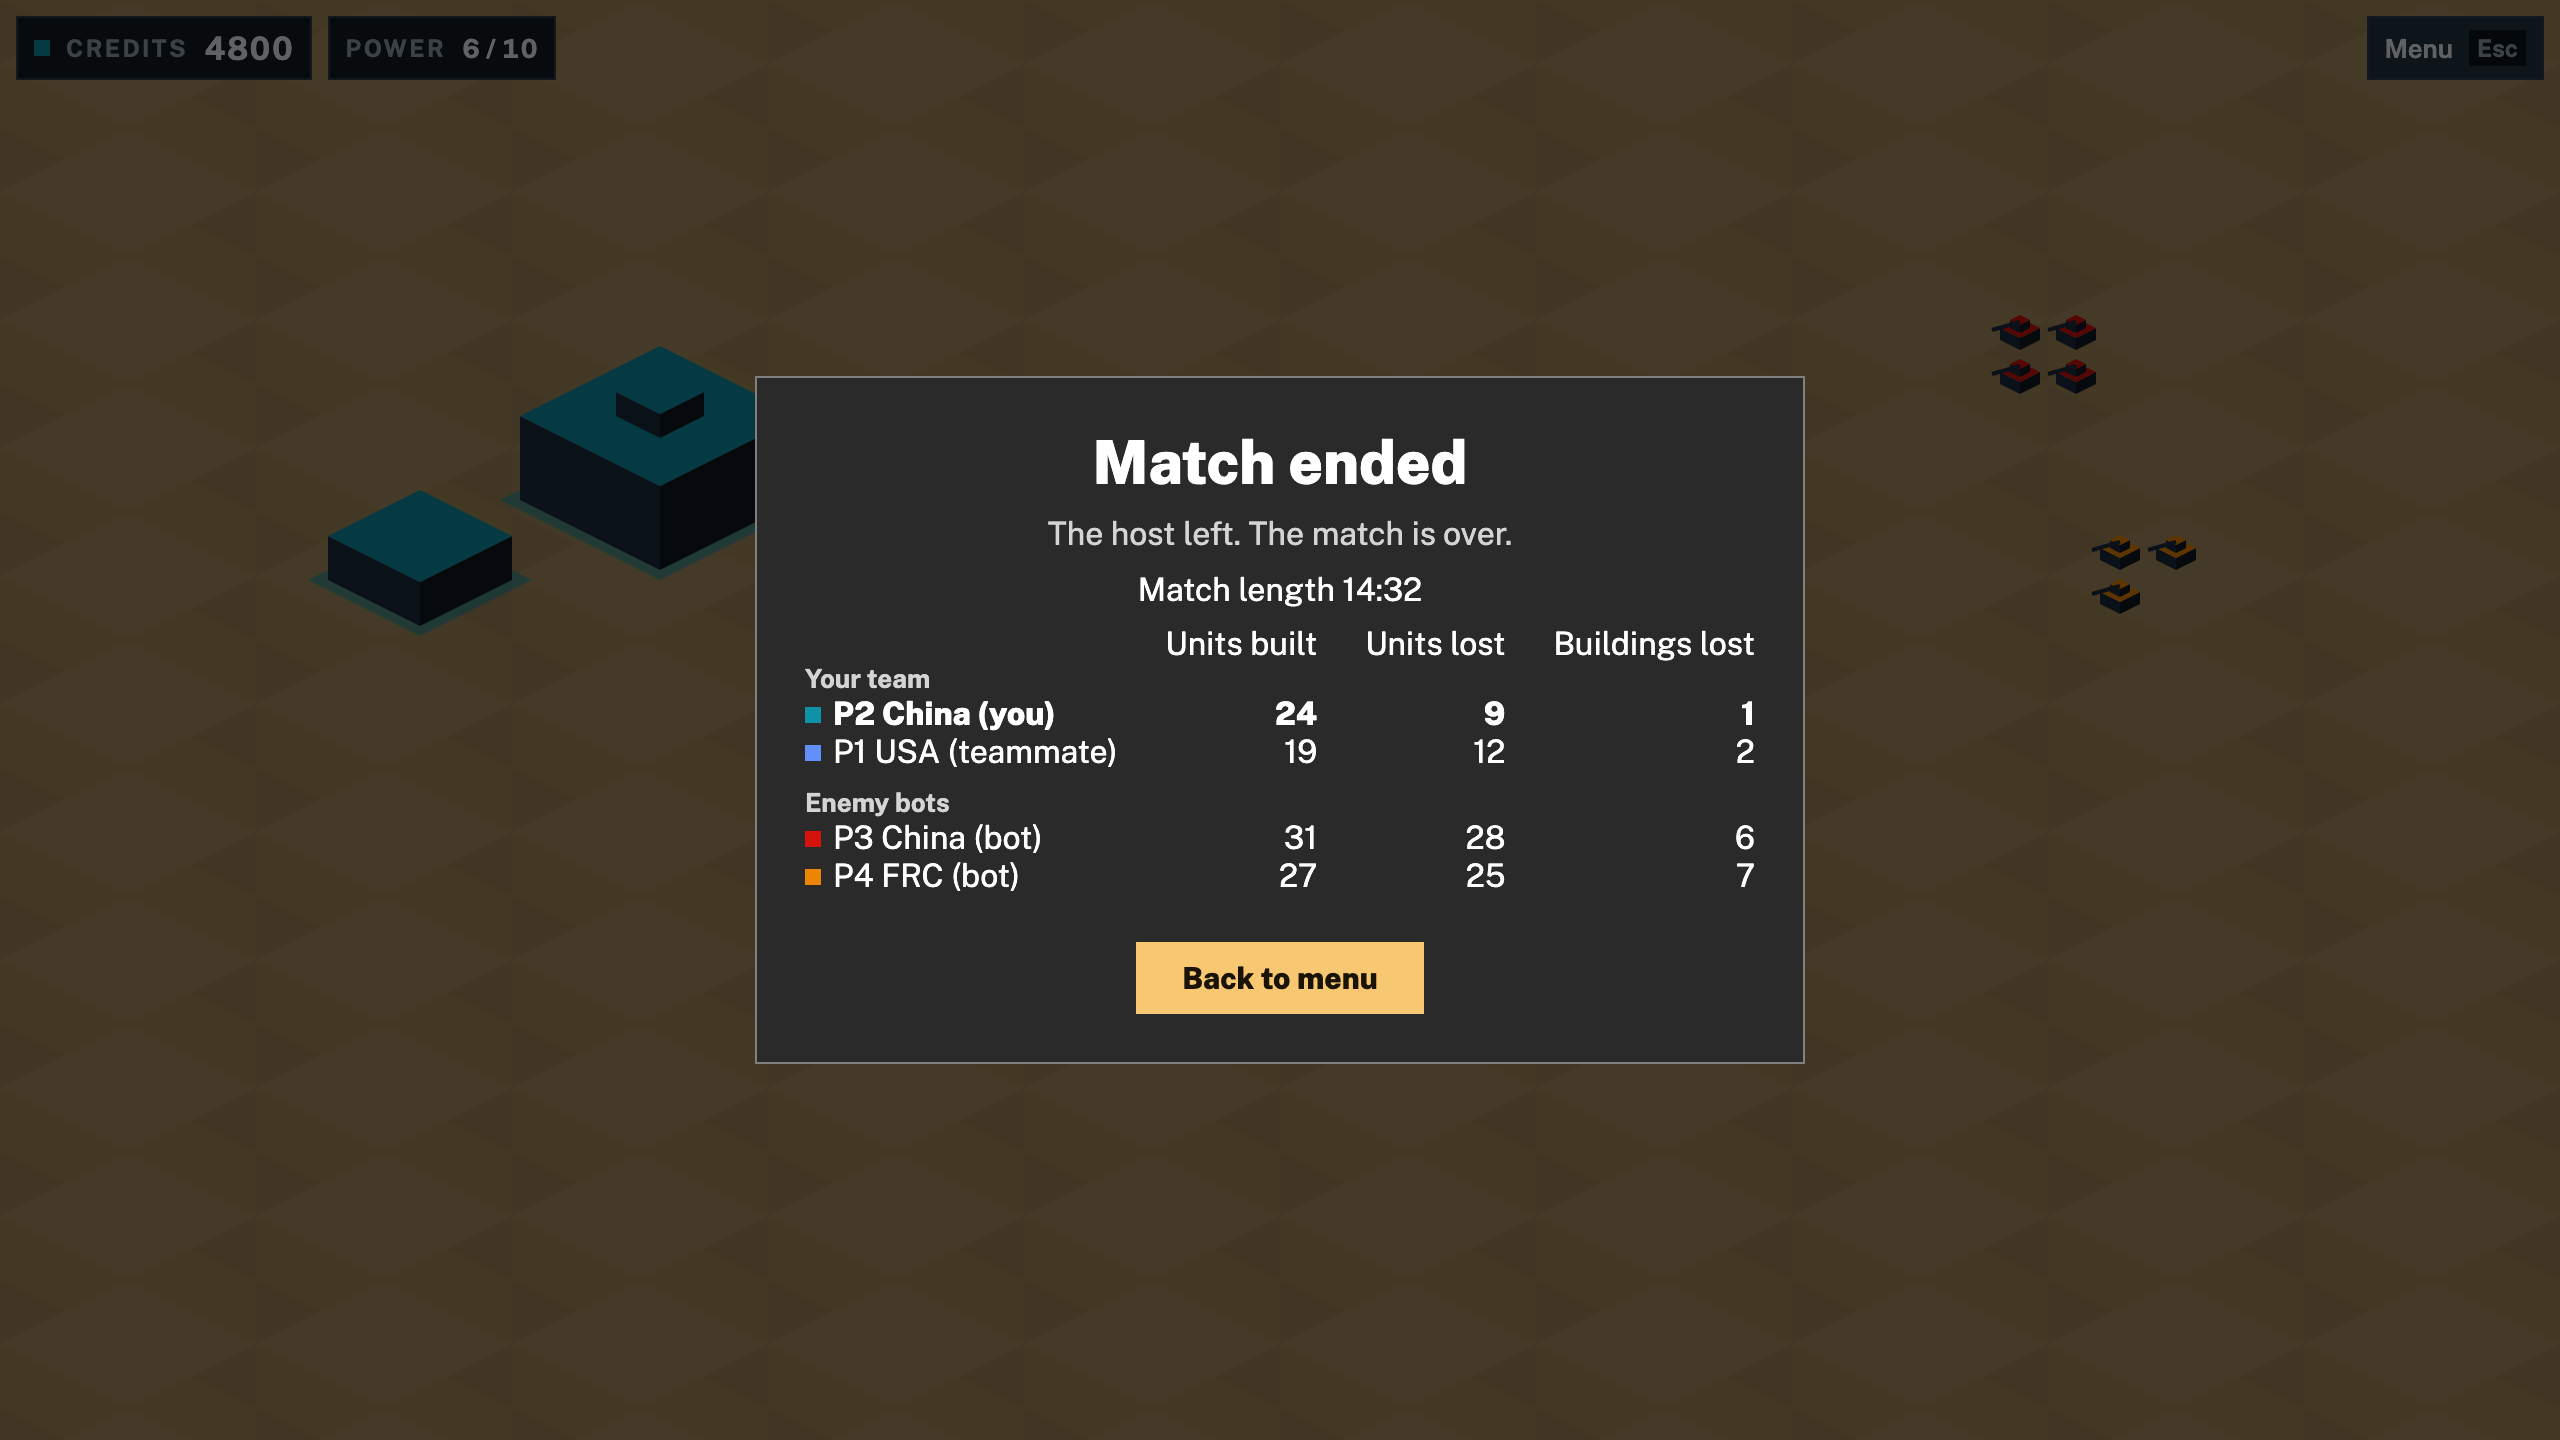 CREDITS 4800 POWER 6/10 Menu Esc
Match ended
The host left. The match is over.
Match length 14:32
Units built Units lost Buildings lost
Your team
P2 China (you) 24 9 1
P1 USA (teammate) 19 12 2
Enemy bots
P3 China (bot) 31 28 6
P4 FRC (bot) 27 25 7
Back to menu